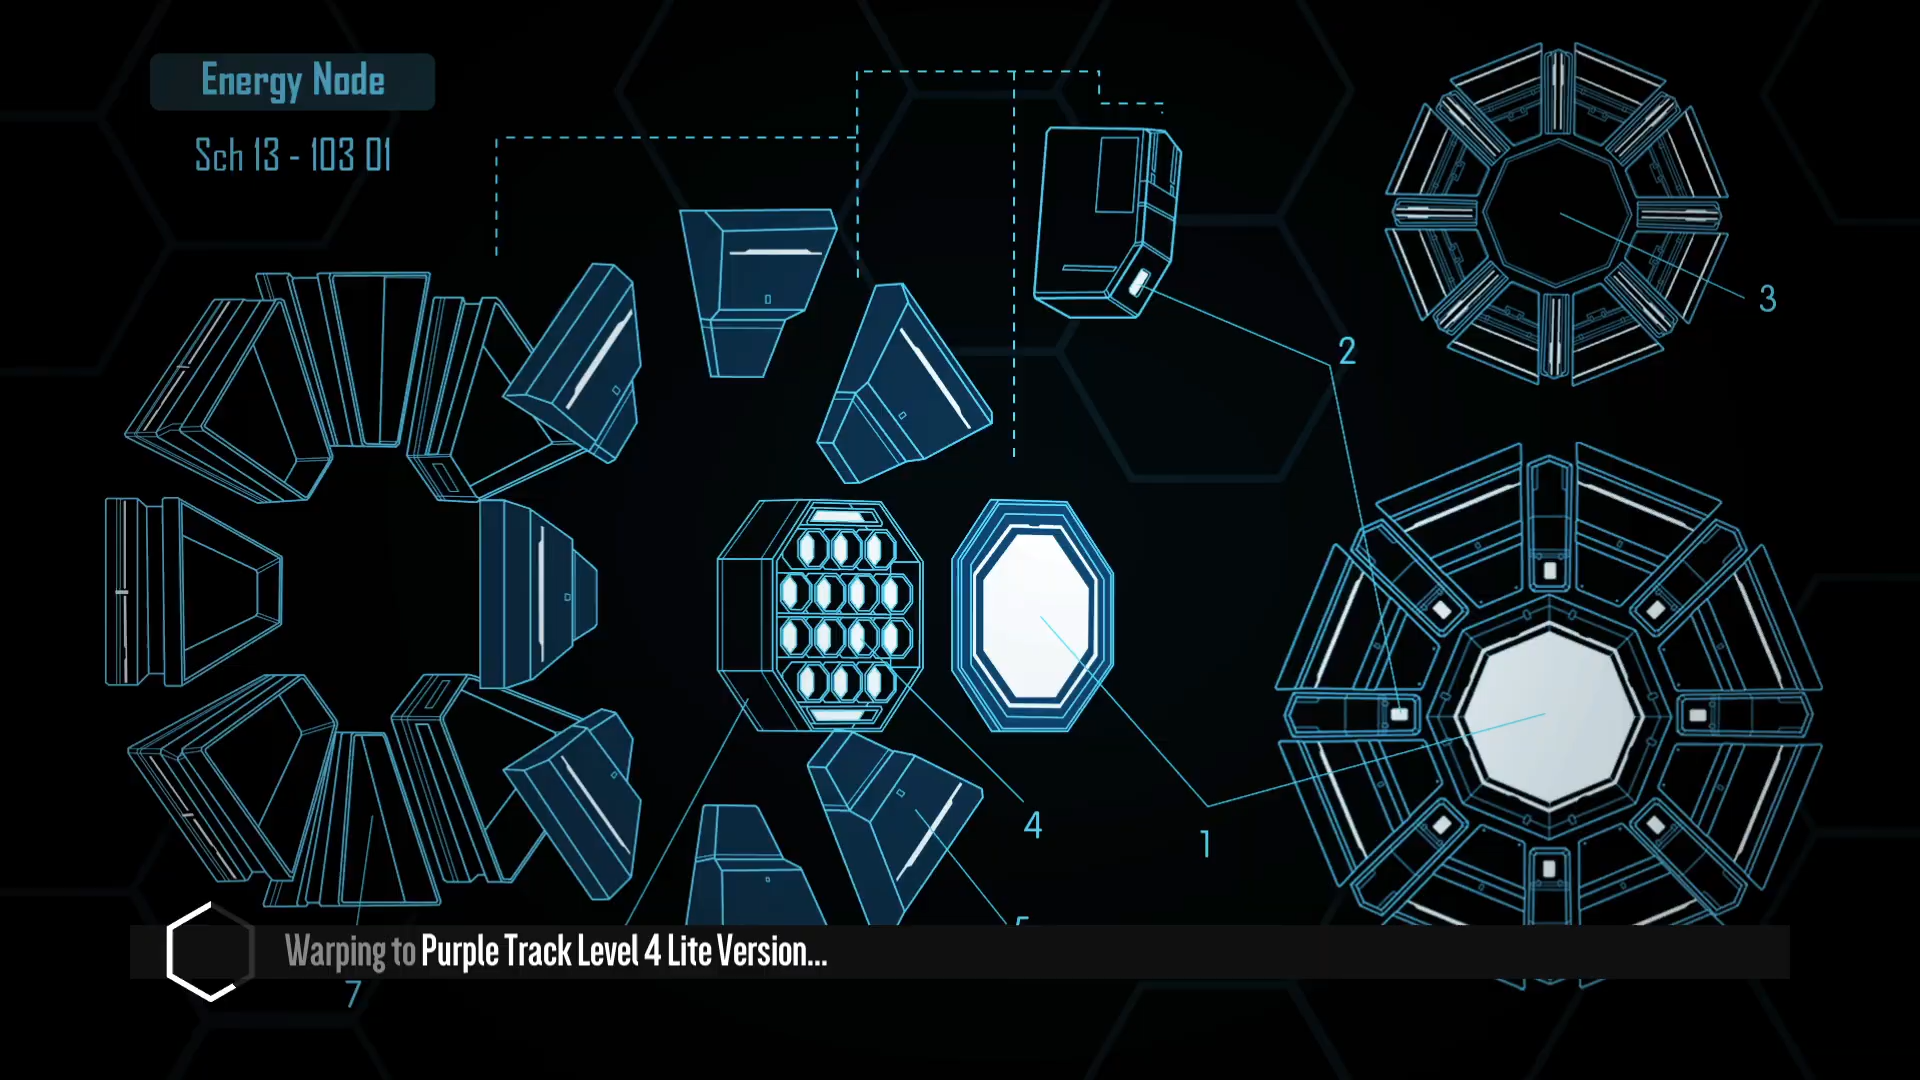 Energy Node
Sch 13 - 103 01
3
2
4
1
5
Warping to Purple Track Level 4 Lite Version...
7